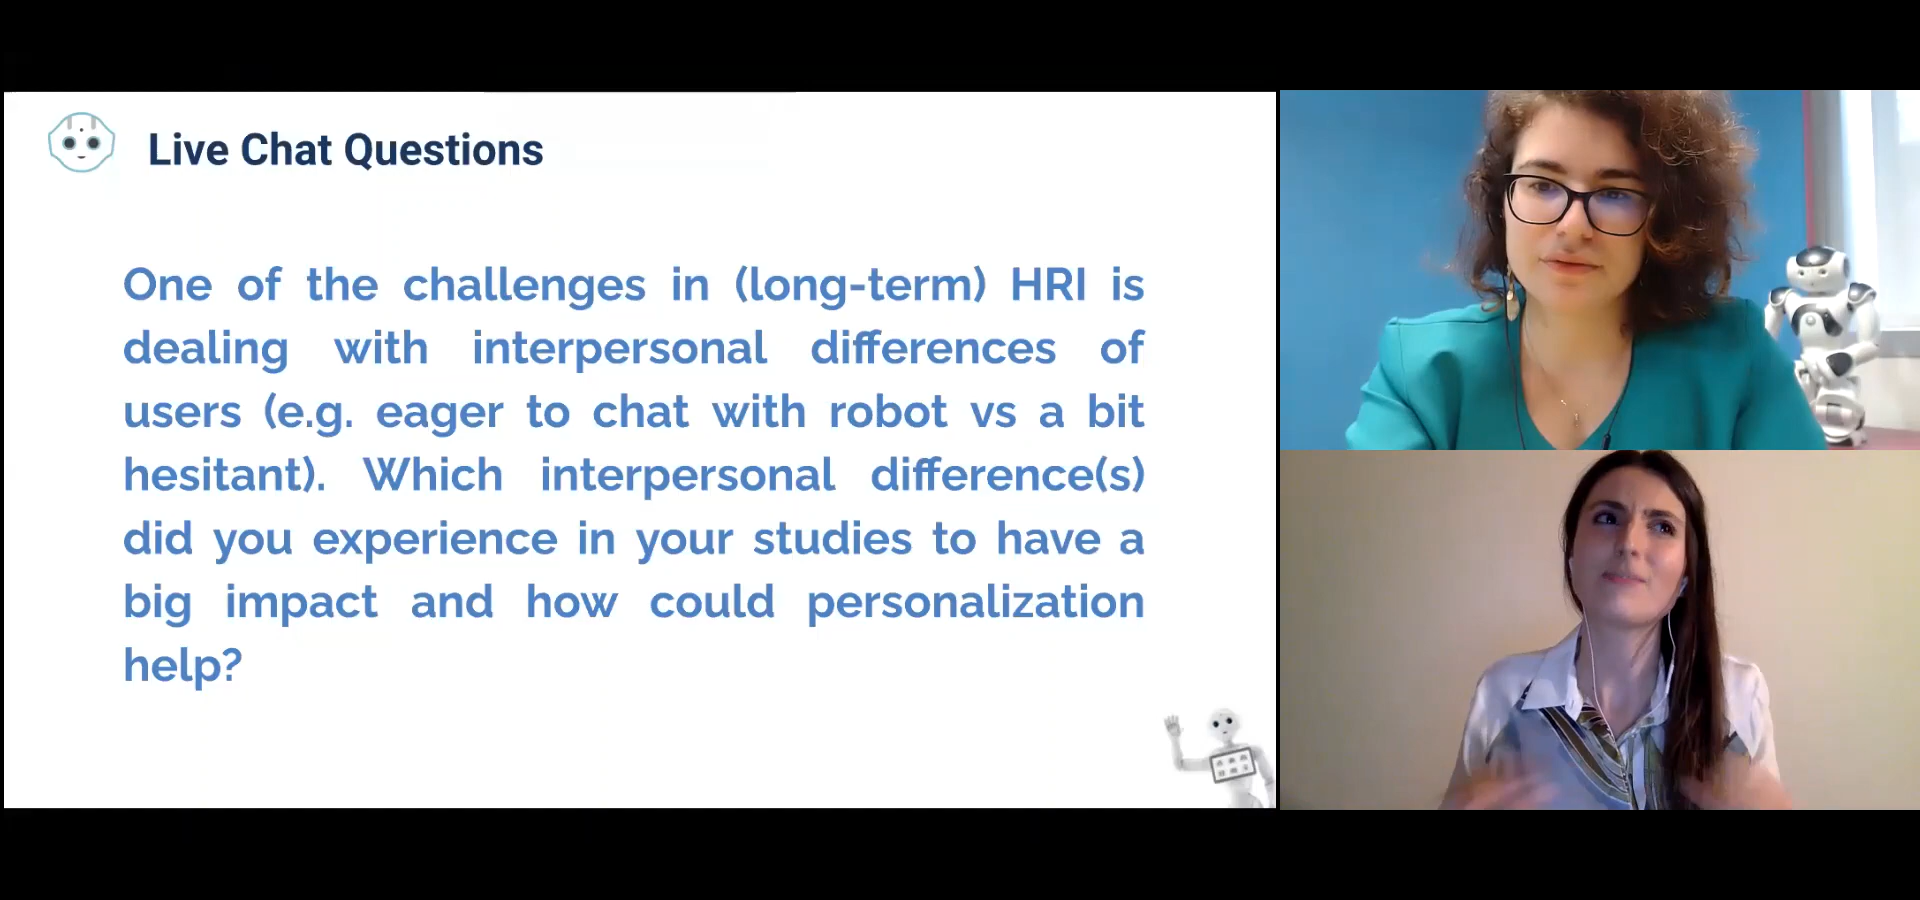 Live Chat Questions
One of the challenges in (long-term) HRI is
dealing with interpersonal differences of
users (e.g. eager to chat with robot vs a bit
hesitant). Which interpersonal difference(s)
did you experience in your studies to have a
big impact and how could personalization
help?